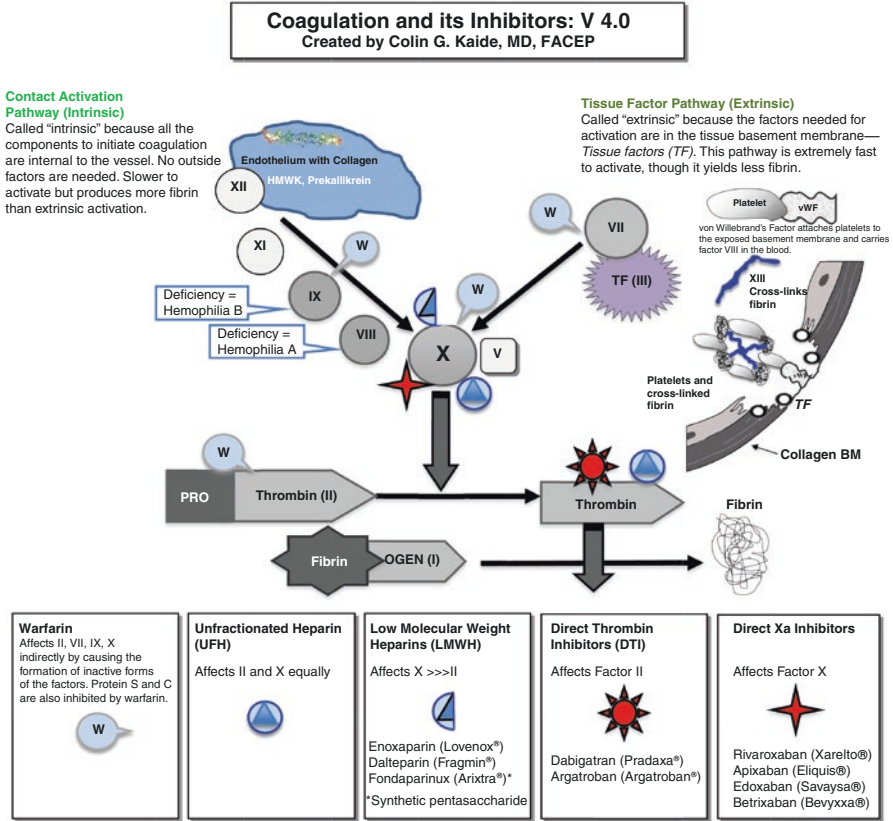 Coagulation and its Inhibitors: V 4.0
Created by Colin G. Kaide, MD, FACEP
Contact Activation
Pathway (Intrinsic)
Called “intrinsic” because all the
components to initiate coagulation
are internal to the vessel. No outside
factors are needed. Slower to
activate but produces more fibrin
than extrinsic activation.
Endothelium with Collagen
HMWK, Prekallikrein
XII
XI
W
IX
Deficiency =
Hemophilia B
VIII
Deficiency =
Hemophilia A
Tissue Factor Pathway (Extrinsic)
Called “extrinsic” because the factors needed for
activation are in the tissue basement membrane—
Tissue factors (TF). This pathway is extremely fast
to activate, though it yields less fibrin.
W
VII
TF (III)
W
X
V
Platelet
vWF
von Willebrand's Factor attaches platelets to
the exposed basement membrane and carries
factor VIII in the blood.
XIII
Cross-links
fibrin
Platelets and
cross-linked
fibrin
TF
Collagen BM
W
PRO
Thrombin (II)
Thrombin
Fibrin
Fibrin
OGEN (I)
Warfarin
Affects II, VII, IX, X
indirectly by causing the
formation of inactive forms
of the factors. Protein S and C
are also inhibited by warfarin.
W
Unfractionated Heparin
(UFH)
Affects II and X equally
Low Molecular Weight
Heparins (LMWH)
Affects X >>>II
Enoxaparin (Lovenox®)
Dalteparin (Fragmin®)
Fondaparinux (Arixtra®)*
*Synthetic pentasaccharide
Direct Thrombin
Inhibitors (DTI)
Affects Factor II
Dabigatran (Pradaxa®)
Argatroban (Argatroban®)
Direct Xa Inhibitors
Affects Factor X
Rivaroxaban (Xarelto®)
Apixaban (Eliquis®)
Edoxaban (Savaysa®)
Betrixaban (Bevyxxa®)